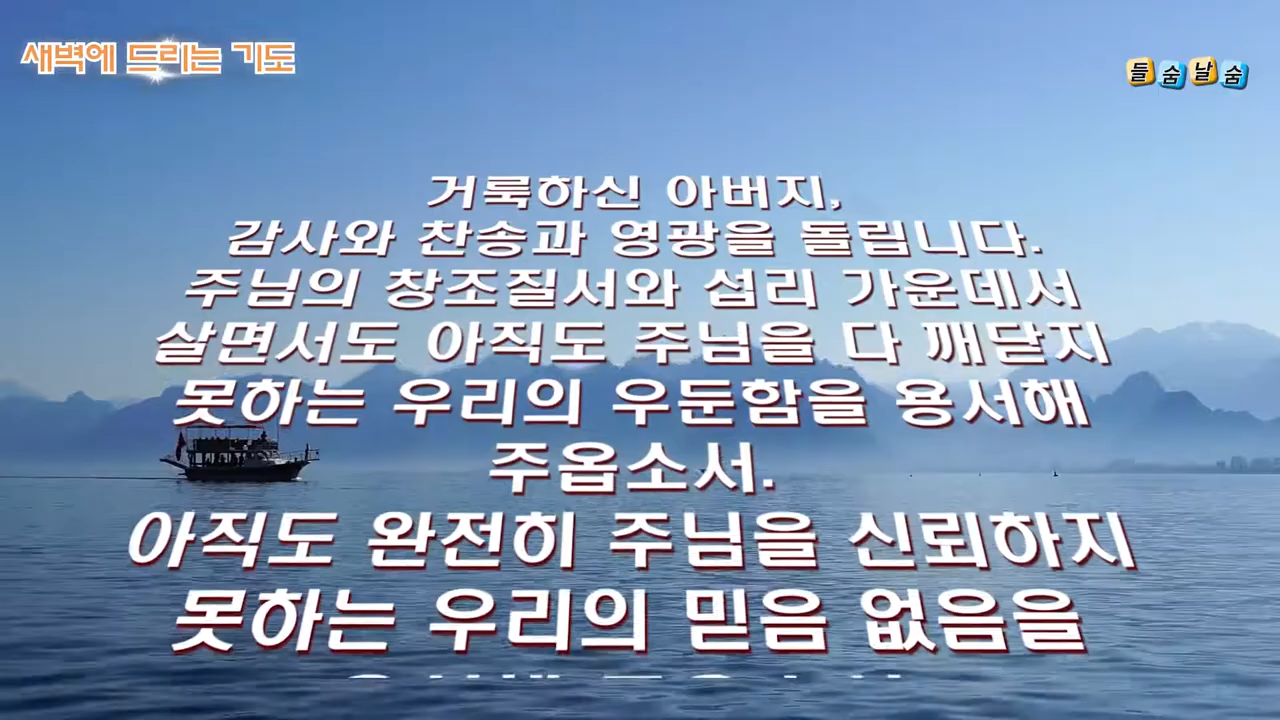 새벽에 드리는 기도
들숨날숨
거룩하신 아버지,
감사와 찬송과 영광을 돌립니다.
주님의 창조질서와 섭리 가운데서
살면서도 아직도 주님을 다 깨닫지
못하는 우리의 우둔함을 용서해
주옵소서.
아직도 완전히 주님을 신뢰하지
못하는 우리의 믿음 없음을